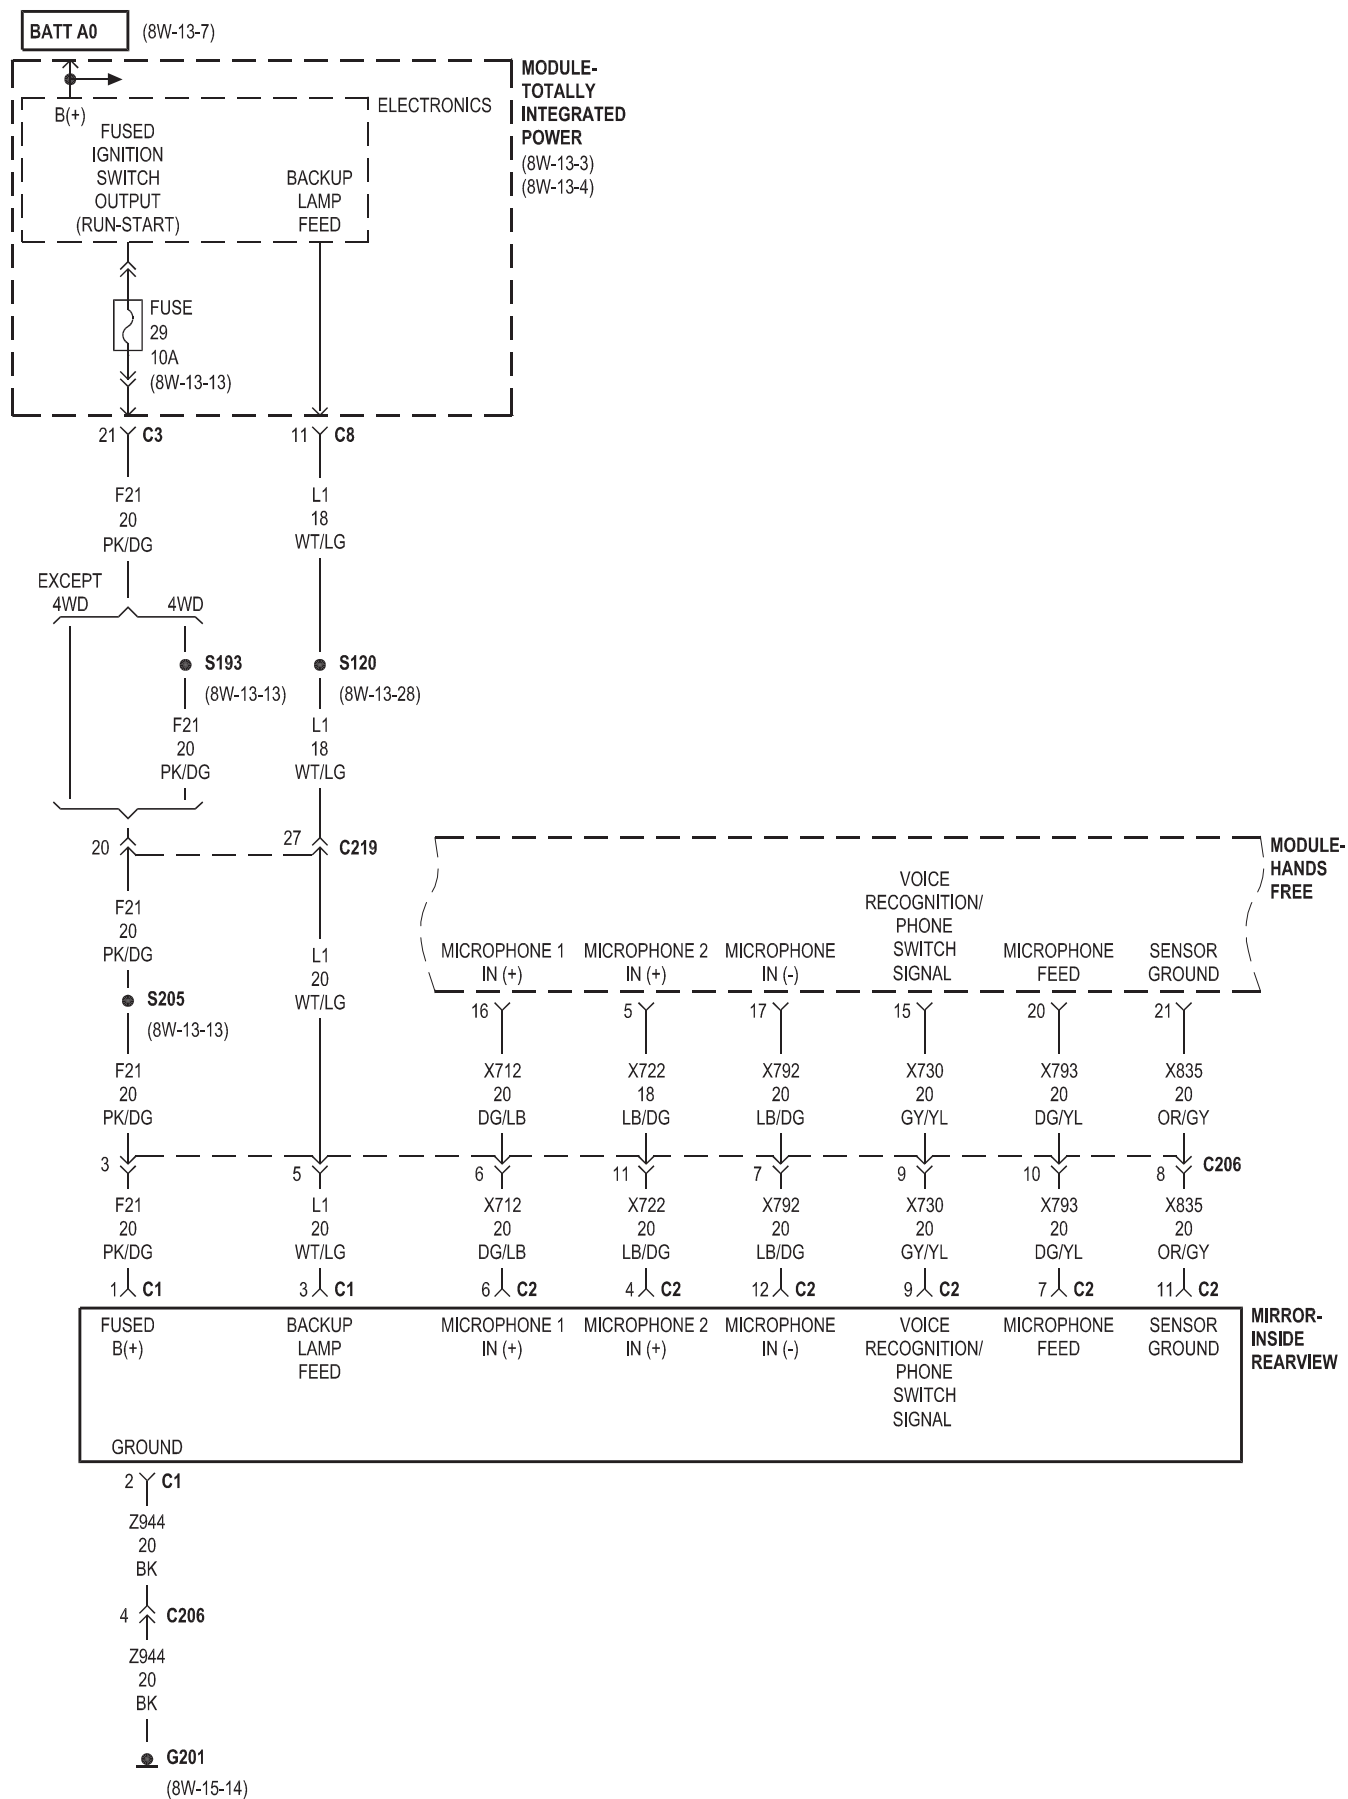 BATT A0 (8W-13-7)
MODULE-
TOTALLY
INTEGRATED
POWER
(8W-13-3)
(8W-13-4)
ELECTRONICS
B(+)
FUSED
IGNITION
SWITCH
OUTPUT
(RUN-START)
BACKUP
LAMP
FEED
FUSE
29
10A
(8W-13-13)
21 C3
11 C8
F21
20
PK/DG
L1
18
WT/LG
EXCEPT
4WD
4WD
S193
(8W-13-13)
S120
(8W-13-28)
F21
20
PK/DG
L1
18
WT/LG
20
27
C219
F21
20
PK/DG
L1
20
WT/LG
S205
(8W-13-13)
F21
20
PK/DG
MODULE-
HANDS
FREE
MICROPHONE 1
IN (+)
MICROPHONE 2
IN (+)
MICROPHONE
IN (-)
VOICE
RECOGNITION/
PHONE
SWITCH
SIGNAL
MICROPHONE
FEED
SENSOR
GROUND
16 5 17 15 20 21
X712 X722 X792 X730 X793 X835
20 18 20 20 20 20
DG/LB LB/DG LB/DG GY/YL DG/YL OR/GY
3 5 6 11 7 9 10 8 C206
F21 L1 X712 X722 X792 X730 X793 X835
20 20 20 20 20 20 20 20
PK/DG WT/LG DG/LB LB/DG LB/DG GY/YL DG/YL OR/GY
1 C1 3 C1 6 C2 4 C2 12 C2 9 C2 7 C2 11 C2
MIRROR-
INSIDE
REARVIEW
FUSED
B(+)
BACKUP
LAMP
FEED
MICROPHONE 1
IN (+)
MICROPHONE 2
IN (+)
MICROPHONE
IN (-)
VOICE
RECOGNITION/
PHONE
SWITCH
SIGNAL
MICROPHONE
FEED
SENSOR
GROUND
GROUND
2 C1
Z944
20
BK
4 C206
Z944
20
BK
G201
(8W-15-14)